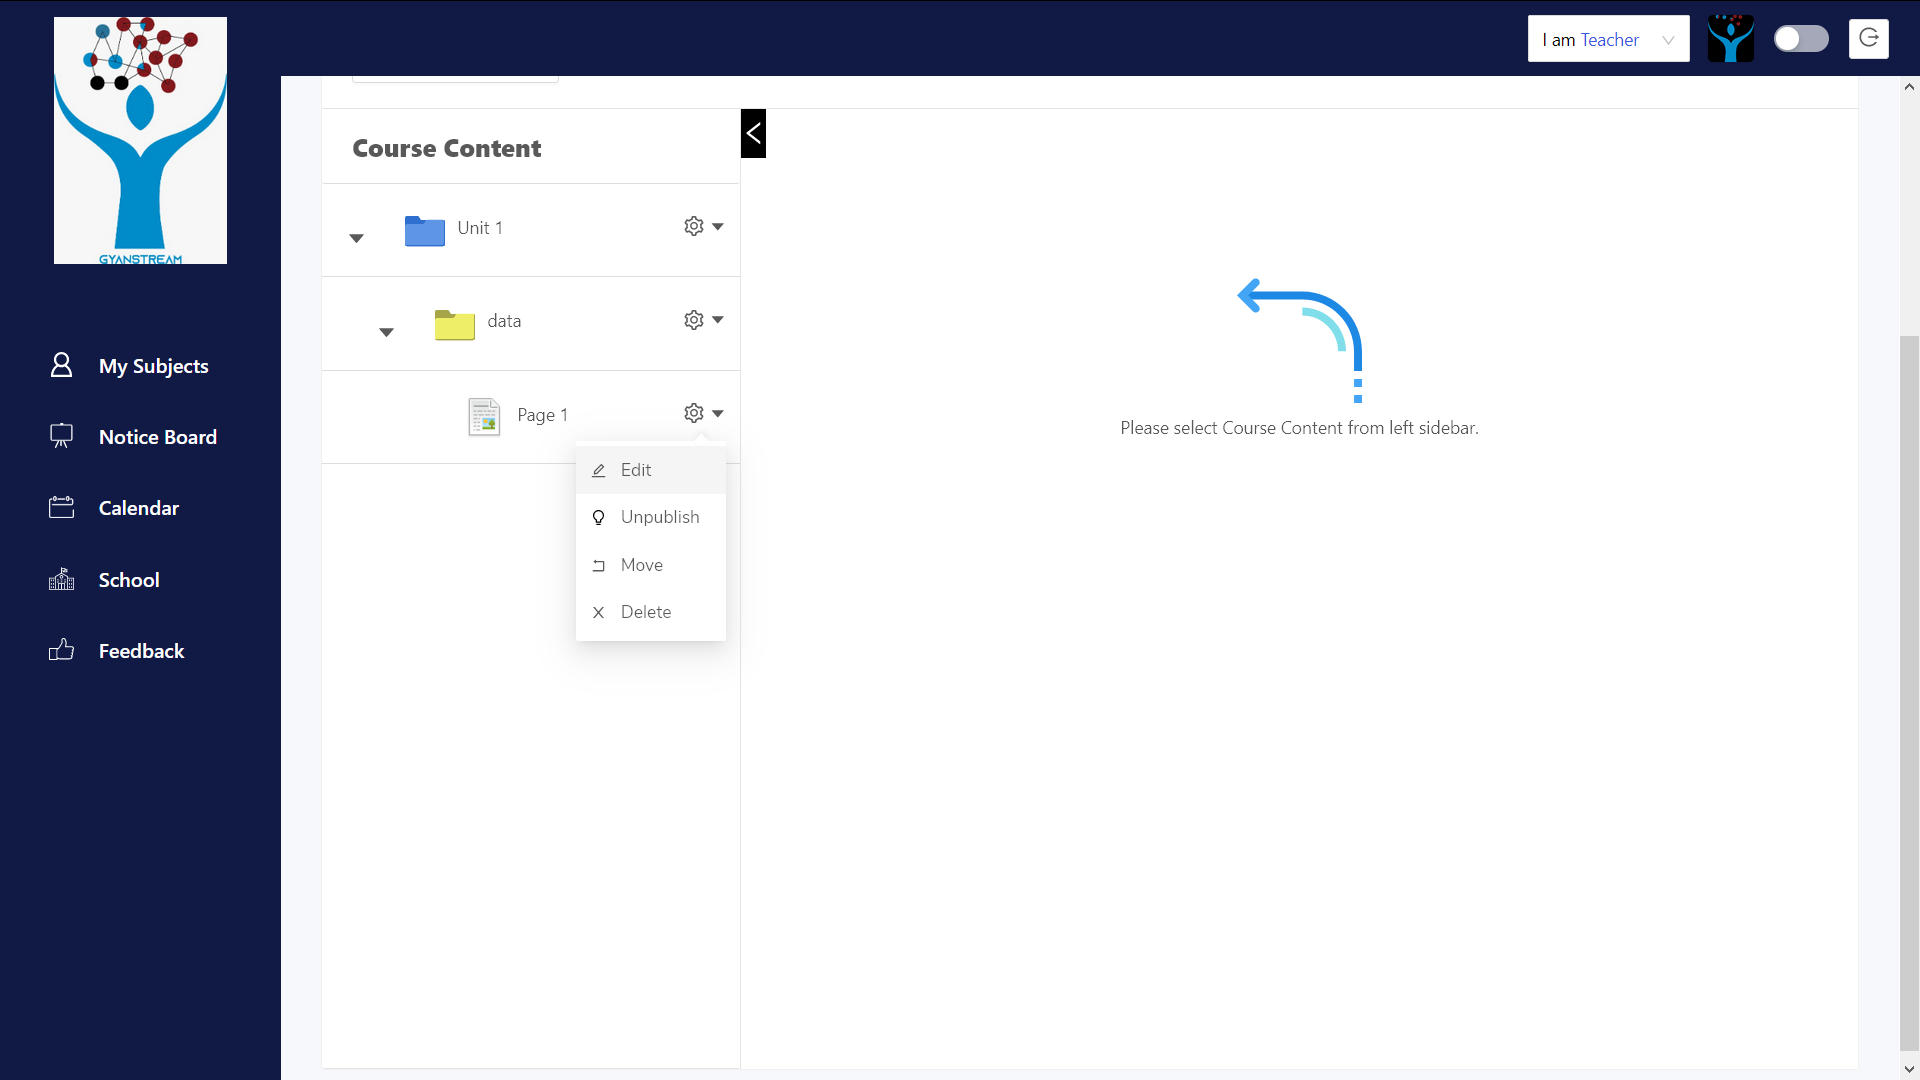 GYANSTREAM
I am Teacher
My Subjects
Notice Board
Calendar
School
Feedback
Course Content
Unit 1
data
Page 1
Edit
Unpublish
Move
Delete
Please select Course Content from left sidebar.